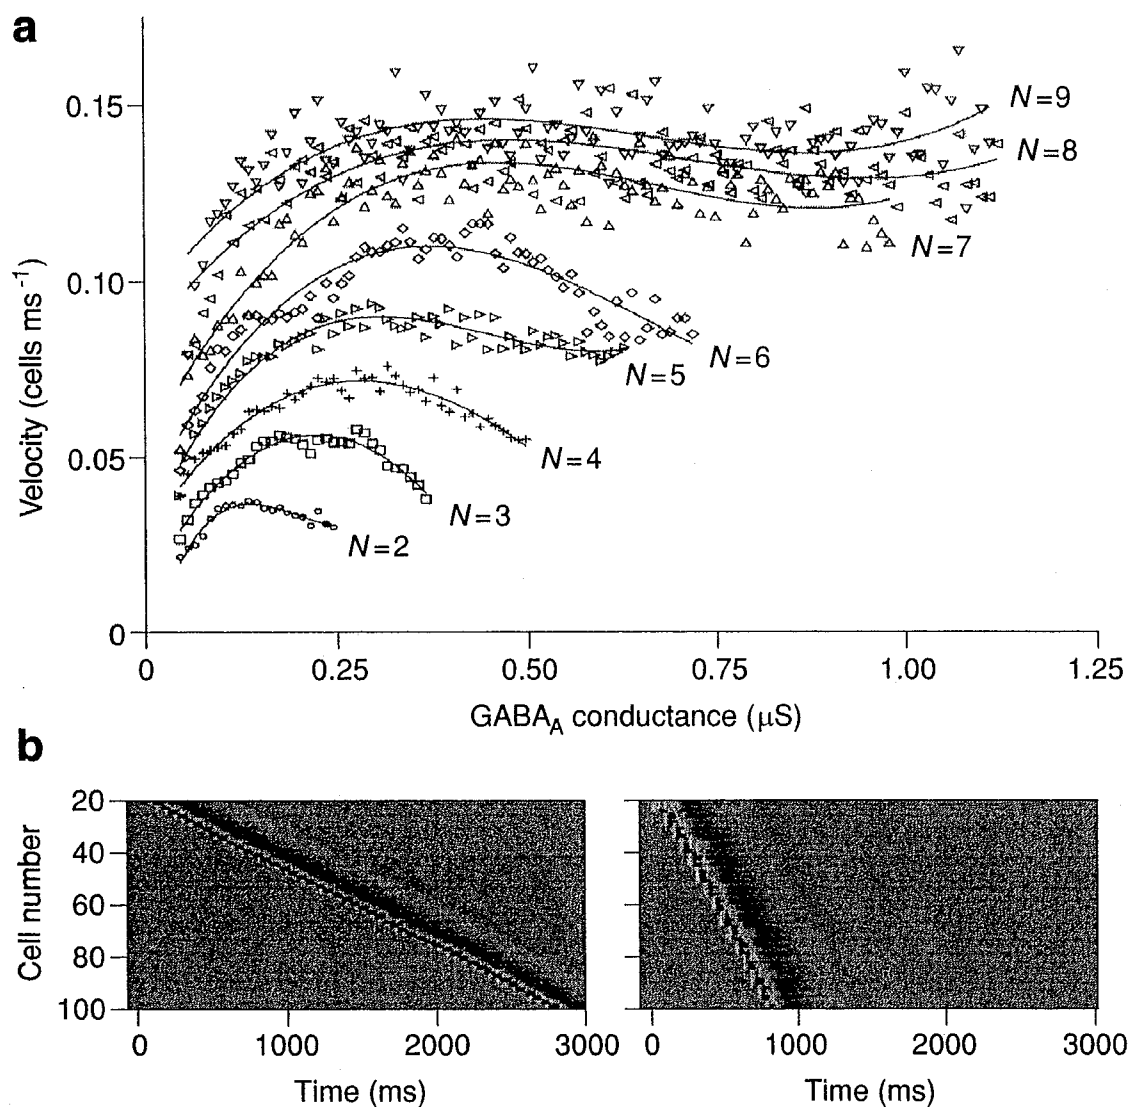 a
0.15
0.10
0.05
0
Velocity (cells ms⁻¹)
N=9
N=8
N=7
N=6
N=5
N=4
N=3
N=2
0 0.25 0.50 0.75 1.00 1.25
GABA_A conductance (μS)
b
20
40
60
80
100
Cell number
0 1000 2000 3000 0 1000 2000 3000
Time (ms) Time (ms)